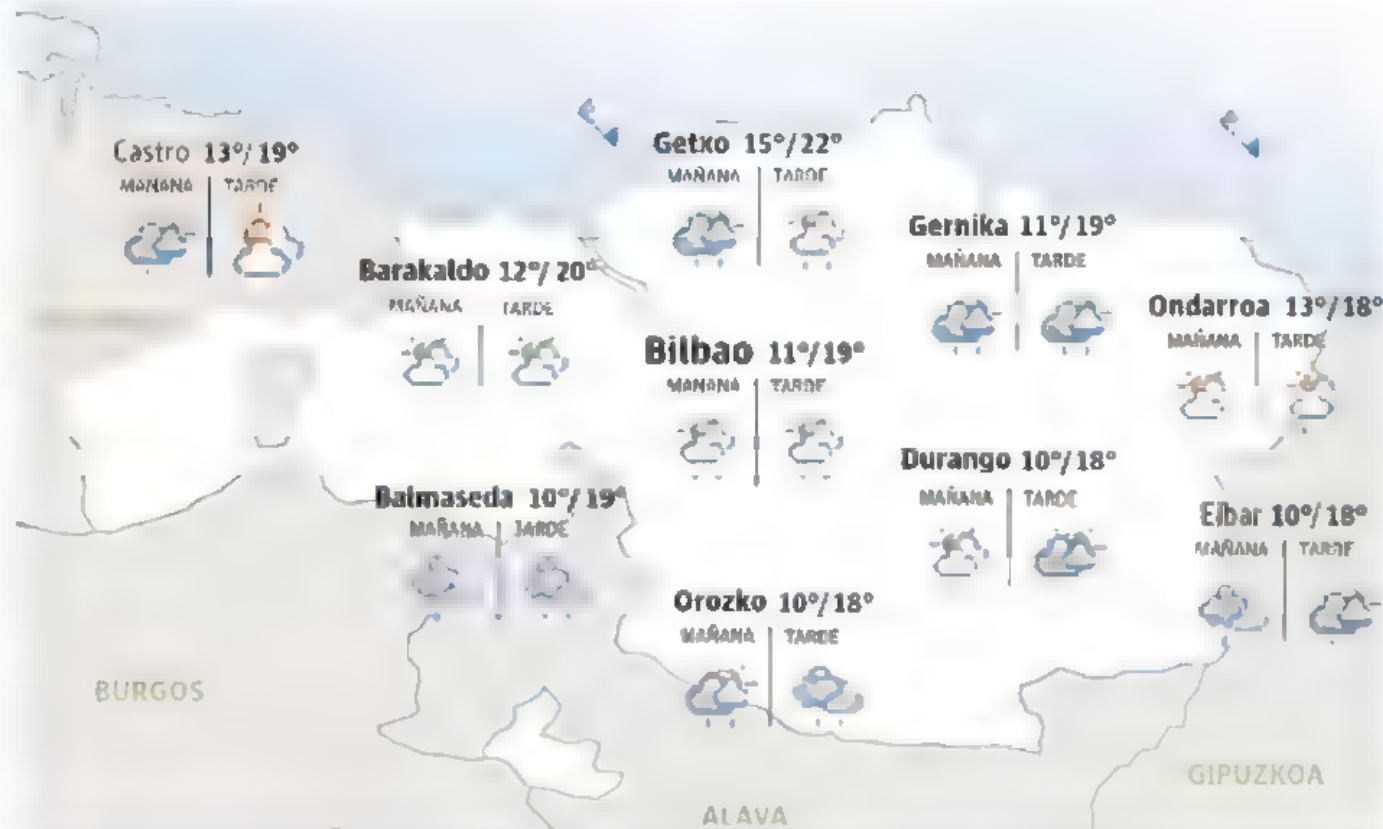 Castro 13°/19°
MAÑANA TARDE
Getxo 15°/22°
MAÑANA TARDE
Gernika 11°/19°
MAÑANA TARDE
Barakaldo 12°/20°
MAÑANA TARDE
Ondarroa 13°/18°
MAÑANA TARDE
Bilbao 11°/19°
MAÑANA TARDE
Durango 10°/18°
MAÑANA TARDE
Balmaseda 10°/19°
MAÑANA TARDE
Eibar 10°/18°
MAÑANA TARDE
Orozko 10°/18°
MAÑANA TARDE
BURGOS
GIPUZKOA
ALAVA